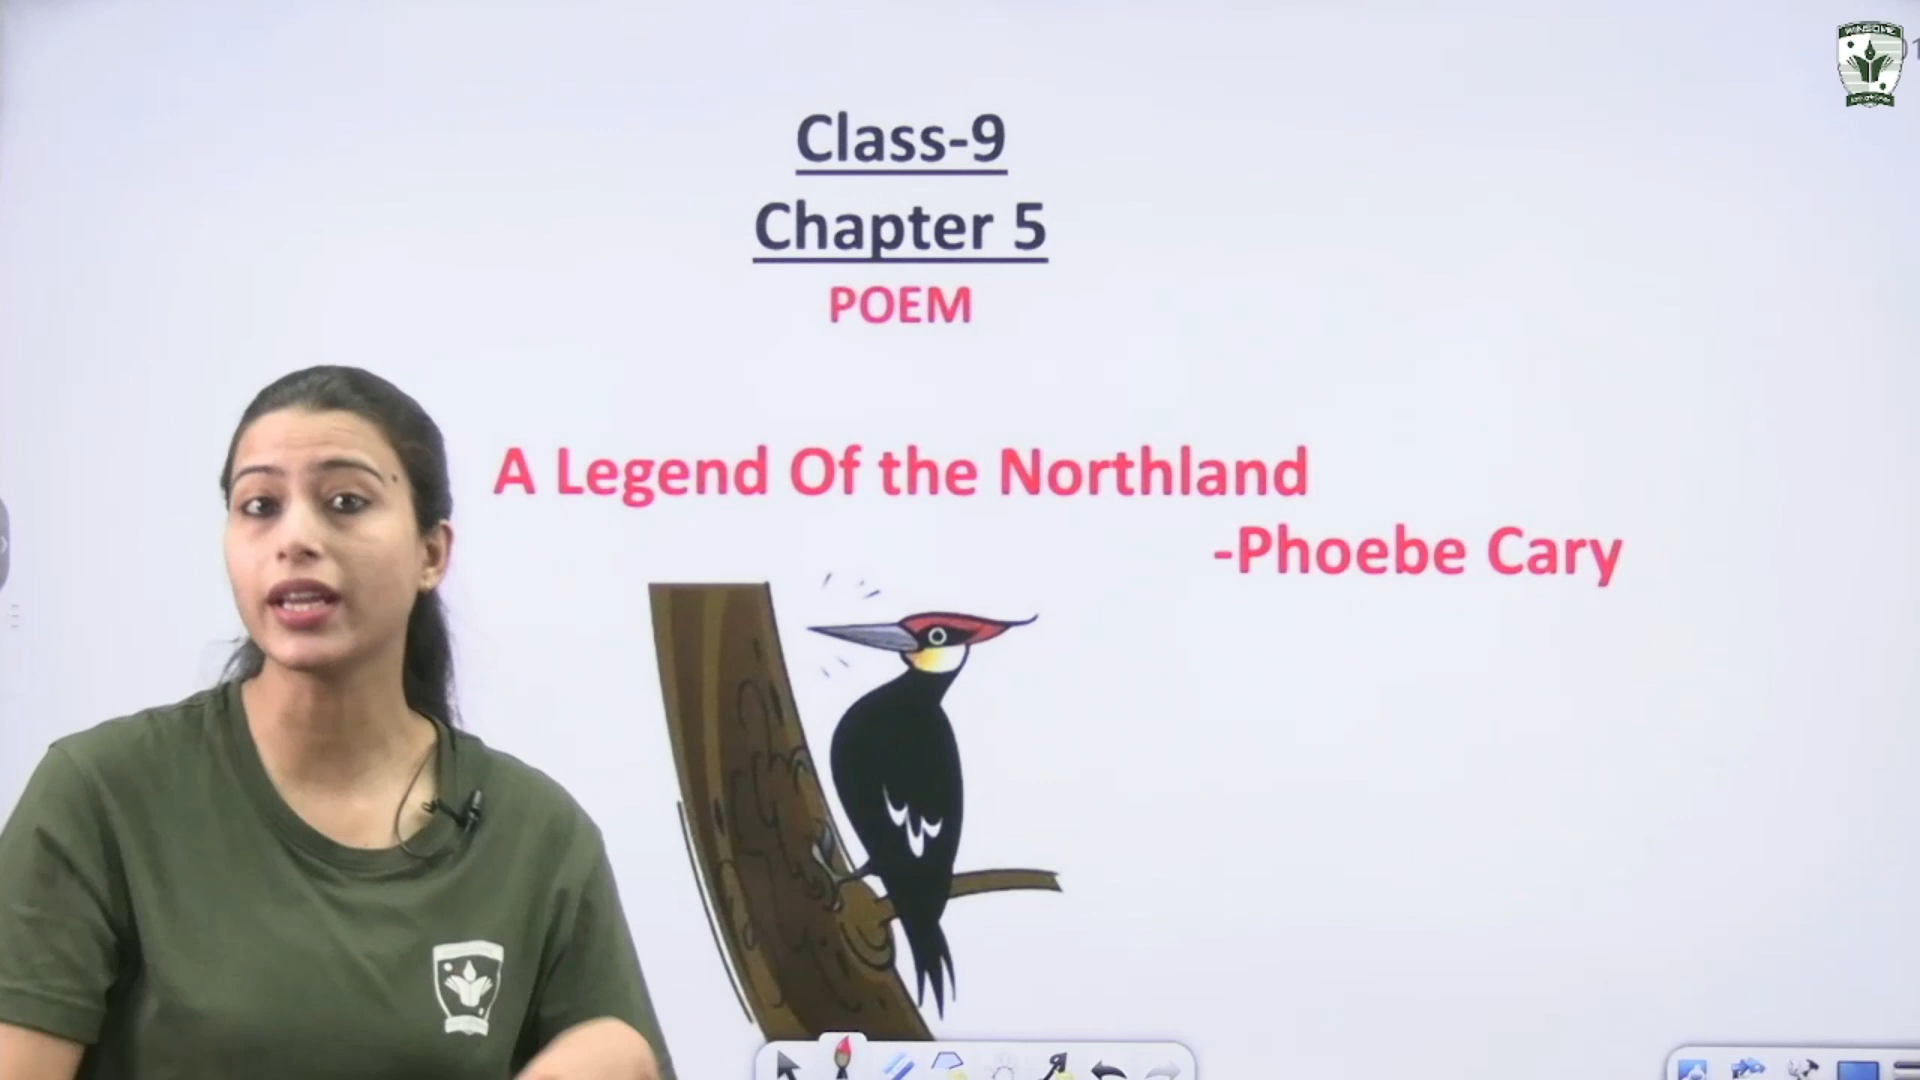 Class-9
Chapter 5
POEM
A Legend Of the Northland
-Phoebe Cary